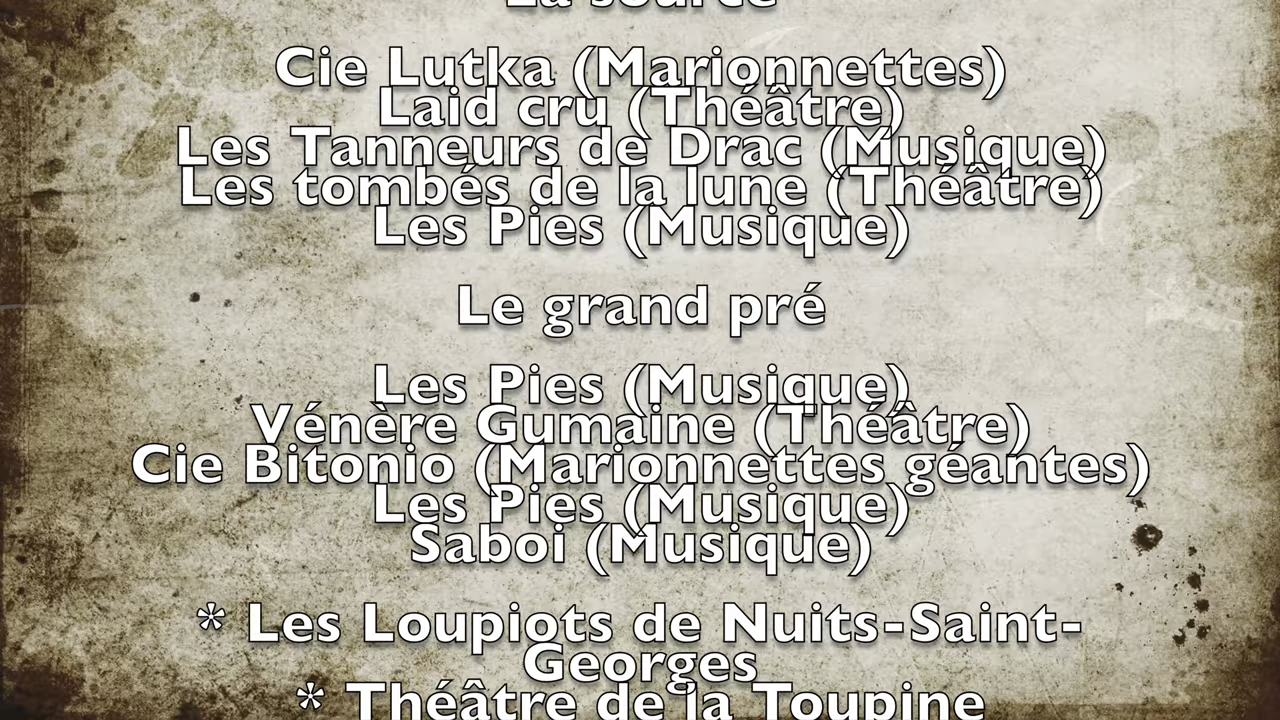 La source
Cie Lutka (Marionnettes)
Laid cru (Théâtre)
Les Tanneurs de Drac (Musique)
Les tombés de la lune (Théâtre)
Les Pies (Musique)
Le grand pré
Les Pies (Musique)
Vénère Gumaine (Théâtre)
Cie Bitonio (Marionnettes géantes)
Les Pies (Musique)
Saboi (Musique)
* Les Loupiots de Nuits-Saint-
Georges
* Théâtre de la Toupine